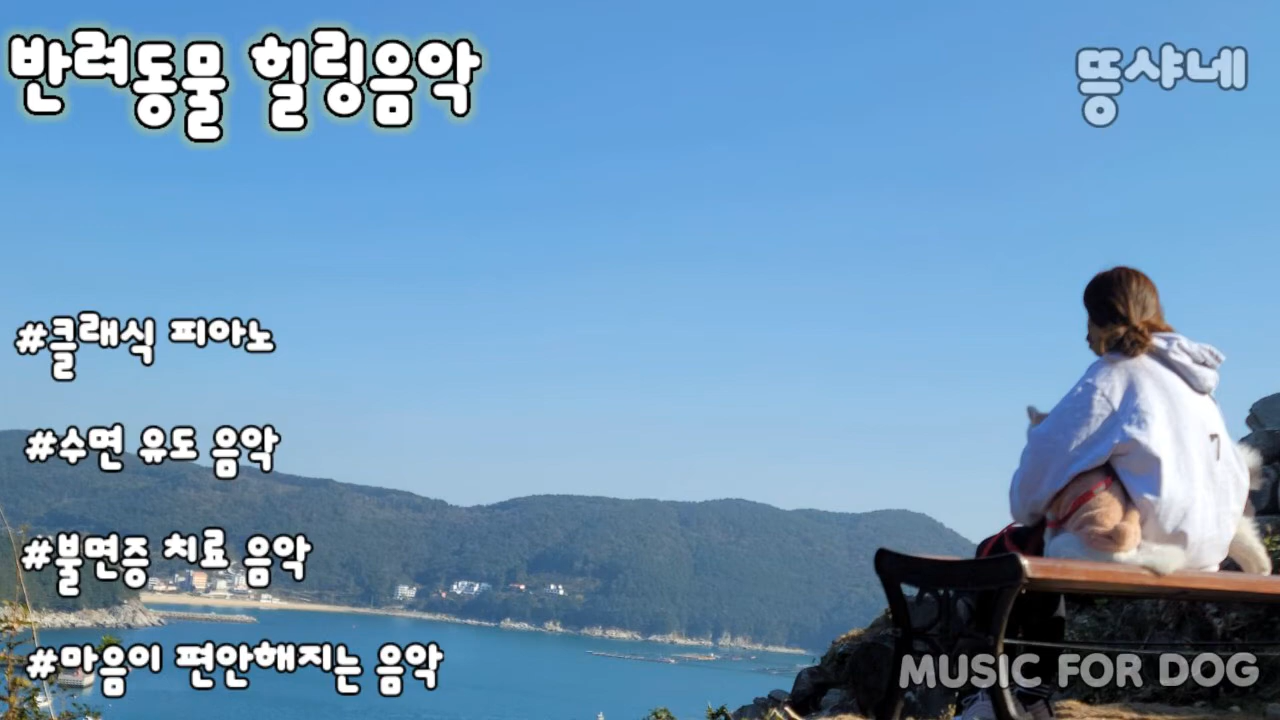 반려동물 힐링음악
똥샤네
#클래식 피아노
#수면 유도 음악
#불면증 치료 음악
#마음이 편안해지는 음악
MUSIC FOR DOG